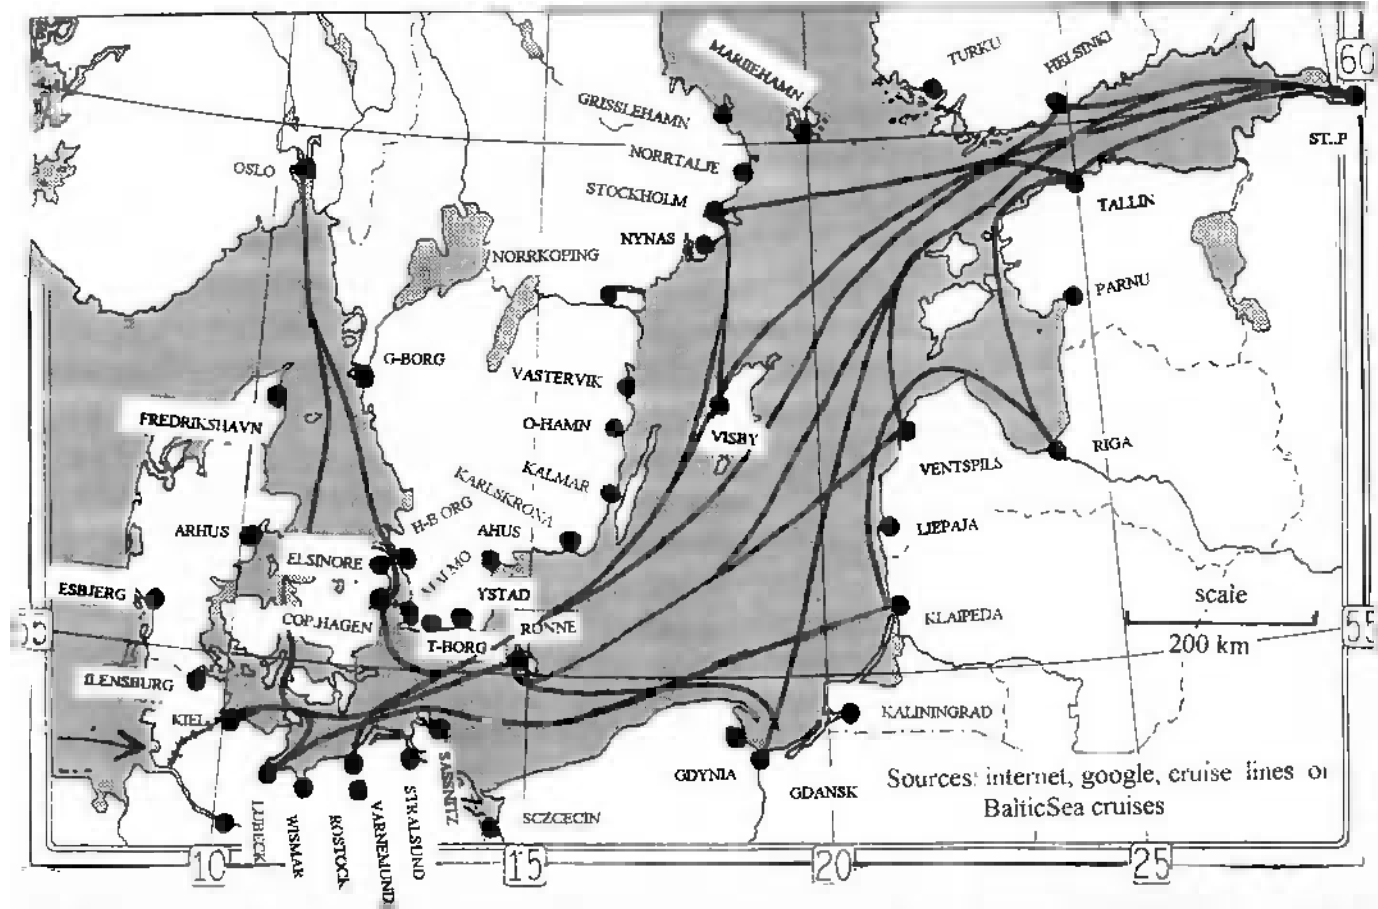 MARIIEHAMN
TURKU
HELSINKI
60
GRISSLEHAMN
ST..P
NORRTALJE
OSLO
STOCKHOLM
TALLIN
NYNAS
NORRKOPING
PARNU
G-BORG
VASTERVIK
FREDRIKSHAVN
O-HAMN
VISBY
RIGA
KALMAR
VENTSPILS
KARLSKRONA
H-B ORG
ARHUS
AHUS
LIEPAJA
ELSINORE
MALMO
ESBJERG
YSTAD
scale
COP.HAGEN
RONNE
KLAIPEDA
55
55
T-BORG
200 km
KIEL
KALININGRAD
SASSNITZ
GDYNIA
GDANSK
Sources: internet, google, cruise lines or
BalticSea cruises
LUBECK
WISMAR
ROSTOCK
VARNEMUND
STRALSUND
SCZCECIN
10
15
20
25